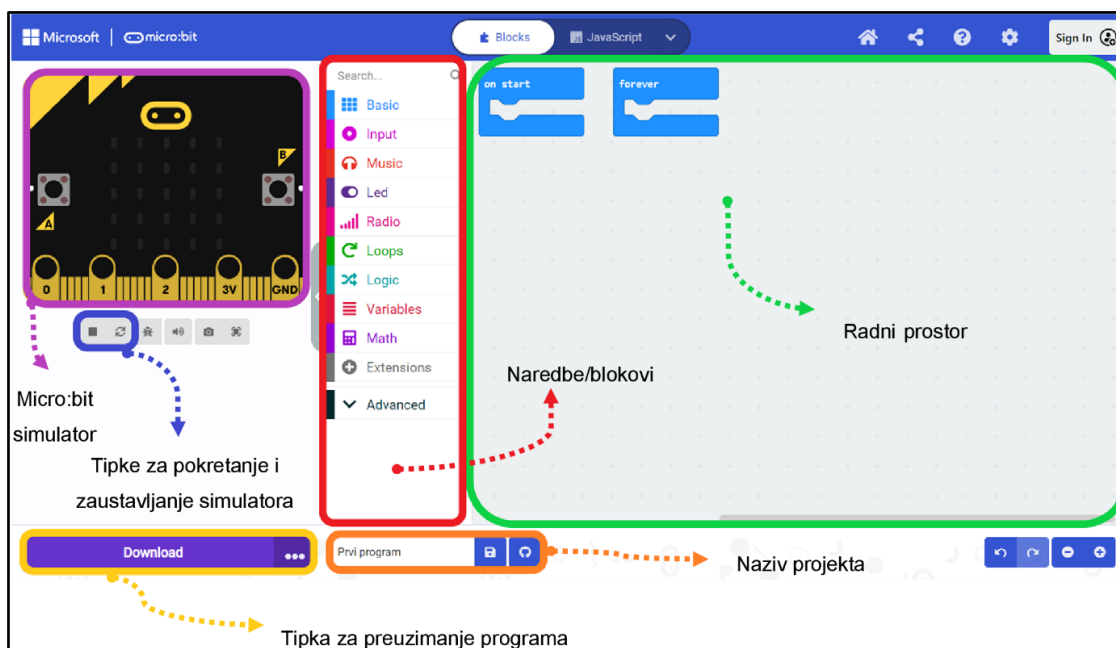 Microsoft micro:bit
Blocks
JavaScript
Sign In
Search...
Basic
Input
Music
Led
Radio
Loops
Logic
Variables
Math
Extensions
Advanced
on start
forever
B
A
0 1 2 3V GND
Radni prostor
Naredbe/blokovi
Micro:bit
simulator
Tipke za pokretanje i
zaustavljanje simulatora
Download
Prvi program
Naziv projekta
Tipka za preuzimanje programa